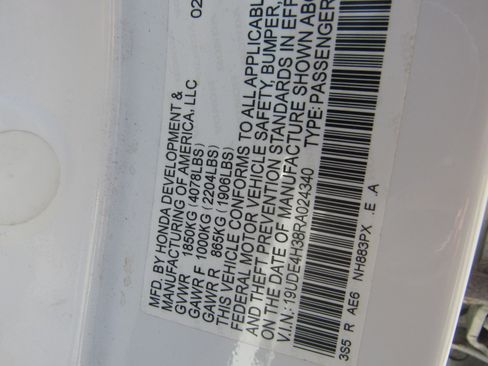 02
MFD. BY HONDA DEVELOPMENT &
MANUFACTURING OF AMERICA, LLC
GVWR 1850KG (4078LBS)
GAWR F 1000KG (2204LBS)
GAWR R 865KG (1906LBS)
THIS VEHICLE CONFORMS TO ALL APPLICABLE
FEDERAL MOTOR VEHICLE SAFETY, BUMPER,
AND THEFT PREVENTION STANDARDS IN EFF
ON THE DATE OF MANUFACTURE SHOWN ABO
V.I.N.: 19UDE4H38RA024340 TYPE: PASSENGER
3S5 R AE6 NH883PX .E .A